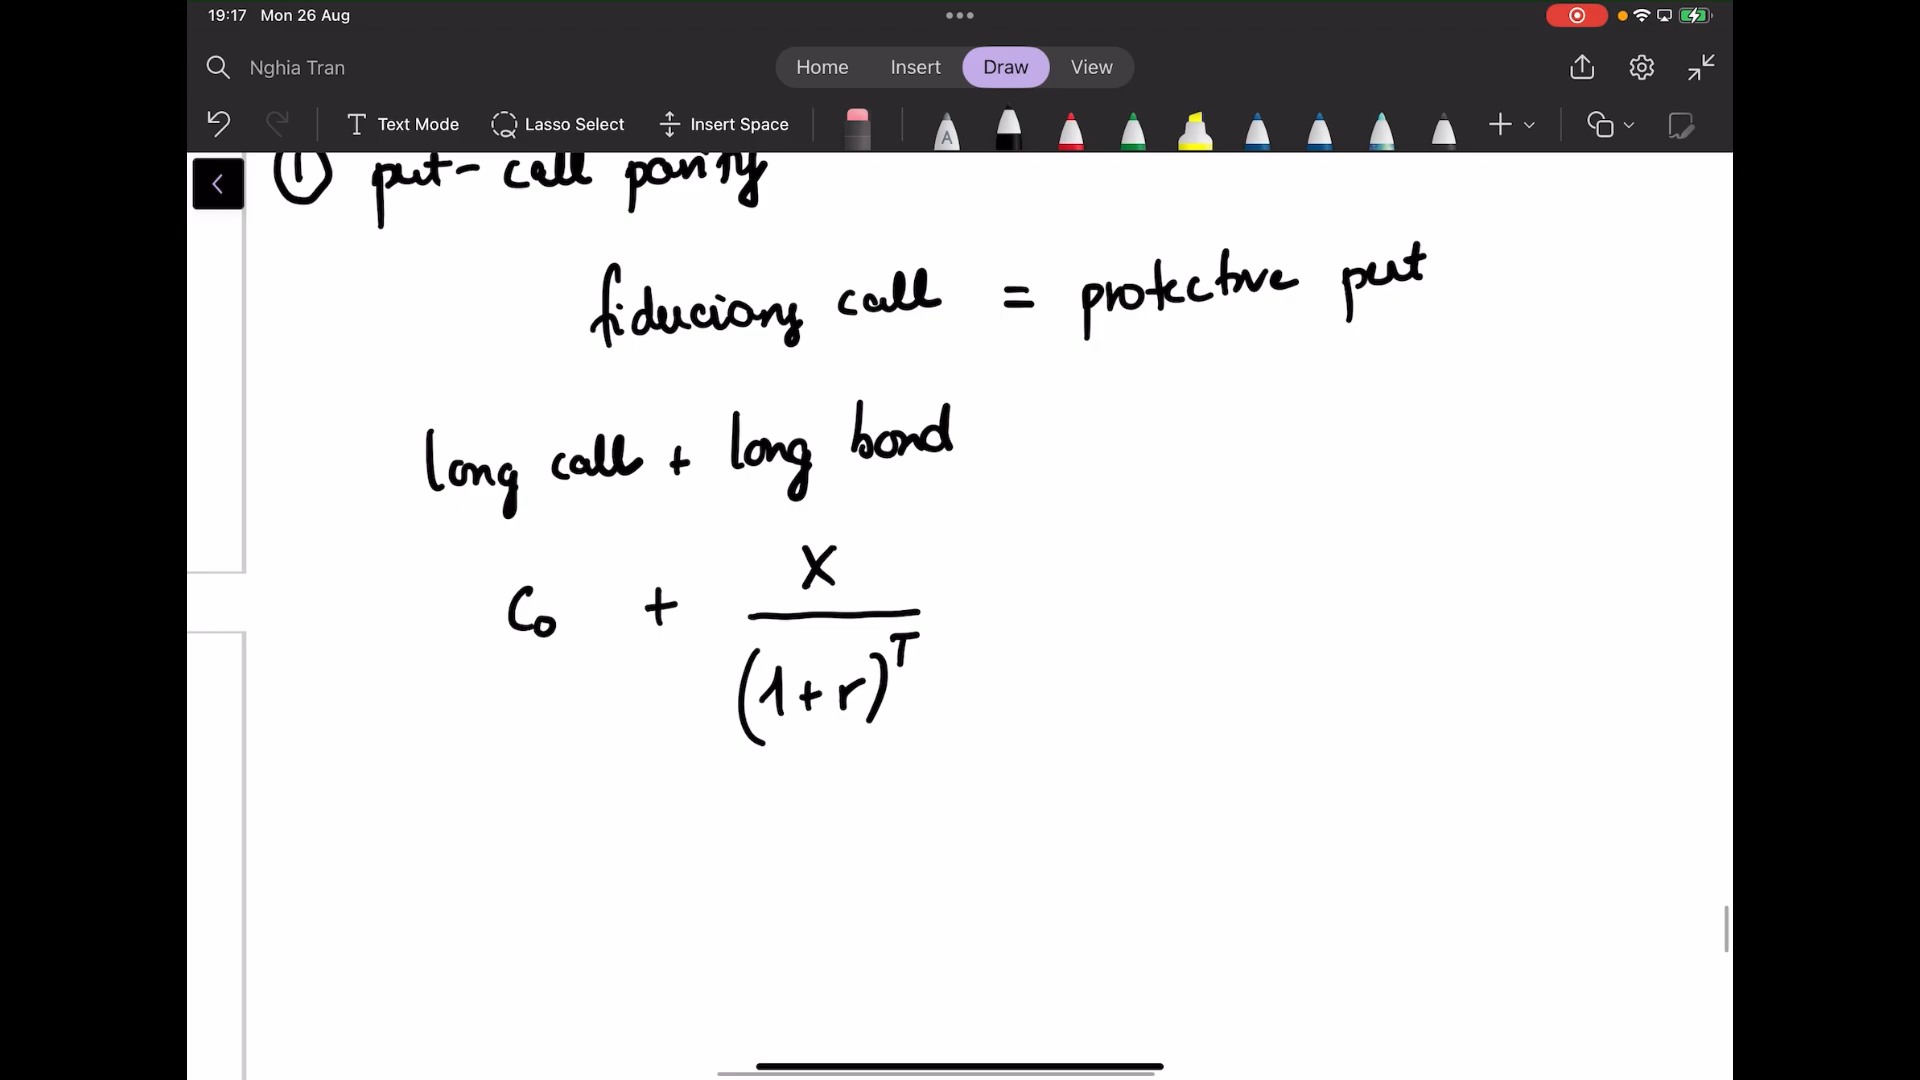 19:17 Mon 26 Aug
Nghia Tran
Home Insert Draw View
Text Mode Lasso Select Insert Space A
① put-call parity
fiduciary call = protective put
long call + long bond
C₀ + X
(1+r)ᵀ